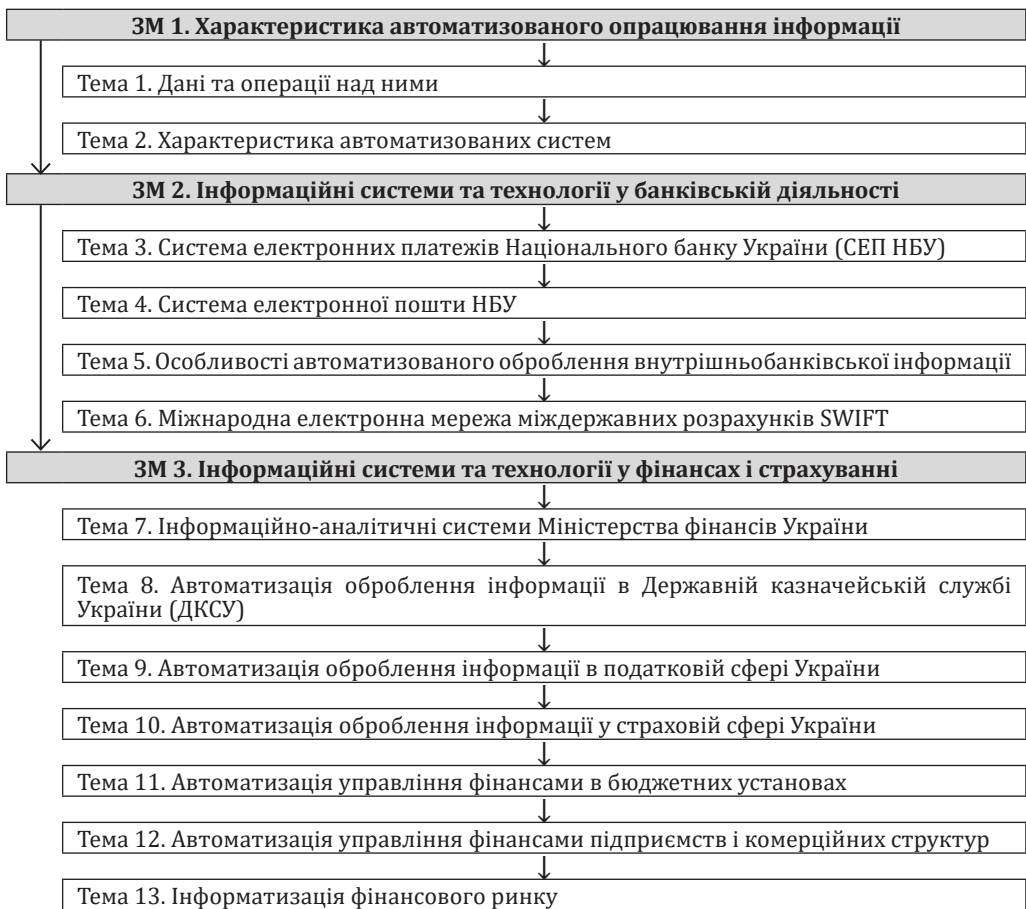 ЗМ 1. Характеристика автоматизованого опрацювання інформації
Тема 1. Дані та операції над ними
Тема 2. Характеристика автоматизованих систем
ЗМ 2. Інформаційні системи та технології у банківській діяльності
Тема 3. Система електронних платежів Національного банку України (СЕП НБУ)
Тема 4. Система електронної пошти НБУ
Тема 5. Особливості автоматизованого оброблення внутрішньобанківської інформації
Тема 6. Міжнародна електронна мережа міждержавних розрахунків SWIFT
ЗМ 3. Інформаційні системи та технології у фінансах і страхуванні
Тема 7. Інформаційно-аналітичні системи Міністерства фінансів України
Тема 8. Автоматизація оброблення інформації в Державній казначейській службі
України (ДКСУ)
Тема 9. Автоматизація оброблення інформації в податковій сфері України
Тема 10. Автоматизація оброблення інформації у страховій сфері України
Тема 11. Автоматизація управління фінансами в бюджетних установах
Тема 12. Автоматизація управління фінансами підприємств і комерційних структур
Тема 13. Інформатизація фінансового ринку